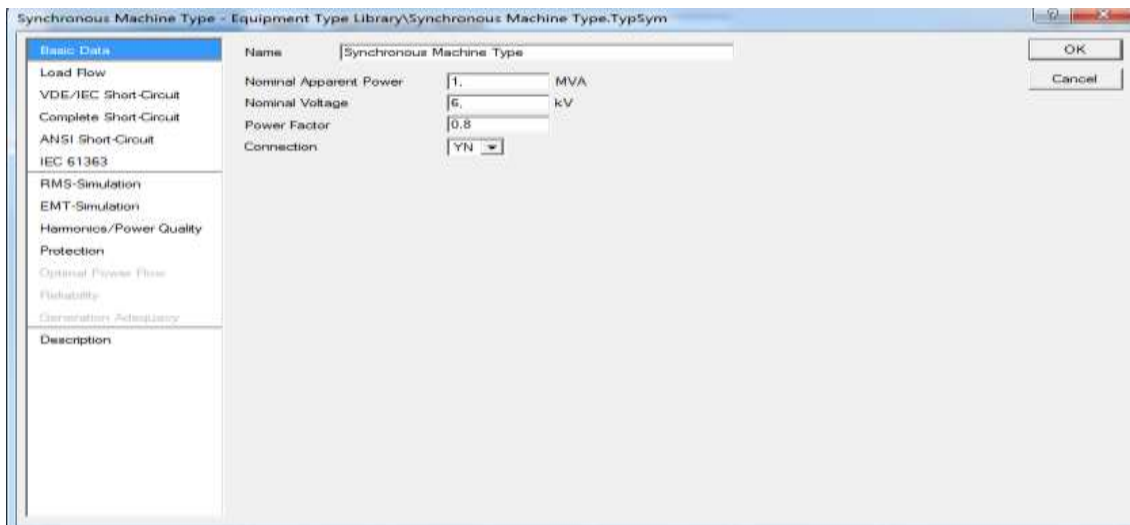 Synchronous Machine Type - Equipment Type Library\Synchronous Machine Type.TypSym
Basic Data
Load Flow
VDE/IEC Short-Circuit
Complete Short-Circuit
ANSI Short-Circuit
IEC 61363
RMS-Simulation
EMT-Simulation
Harmonics/Power Quality
Protection
Optimal Power Flow
Reliability
Generation Adequacy
Description
Name Synchronous Machine Type
Nominal Apparent Power 1, MVA
Nominal Voltage 6, kV
Power Factor 0.8
Connection YN
OK
Cancel